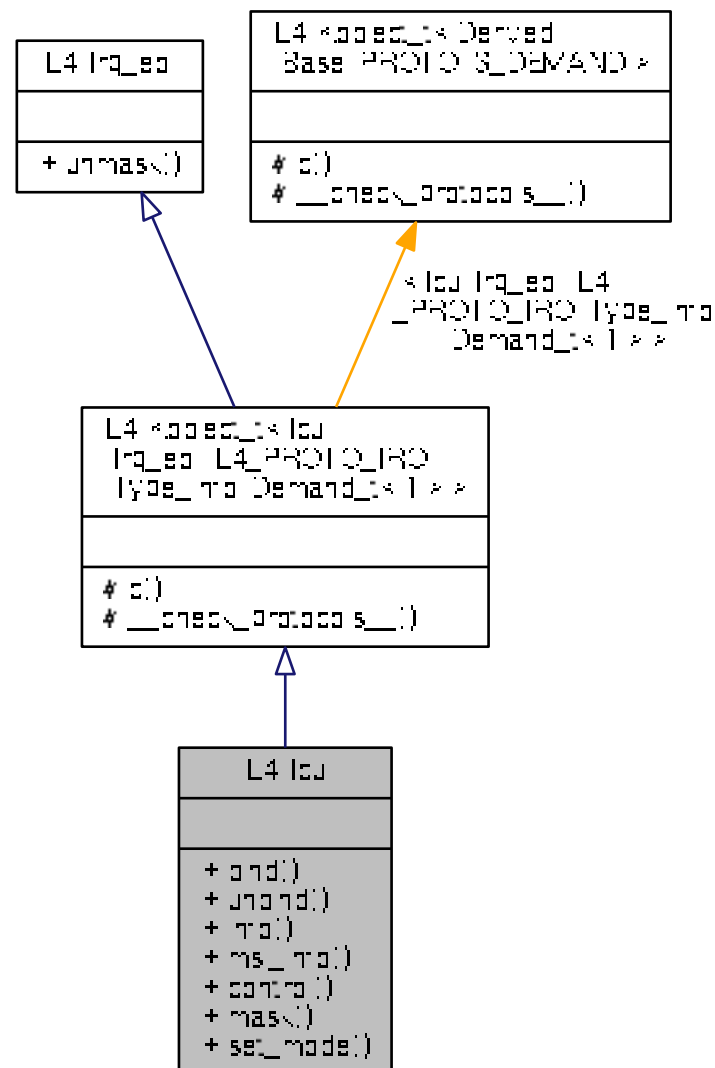 L4::Irq_eoi
+ unmask()
L4::Kobject_t< Derived,
Base, PROTO, S_DEMAND >
# c()
# __check_protocols__()
< Icu, Irq_eoi, L4
_PROTO_IRQ, Type_info
::Demand_t< 1 > >
L4::Kobject_t< Icu,
Irq_eoi, L4_PROTO_IRQ,
Type_info::Demand_t< 1 > >
# c()
# __check_protocols__()
L4::Icu
+ bind()
+ unbind()
+ info()
+ msi_info()
+ control()
+ mask()
+ set_mode()